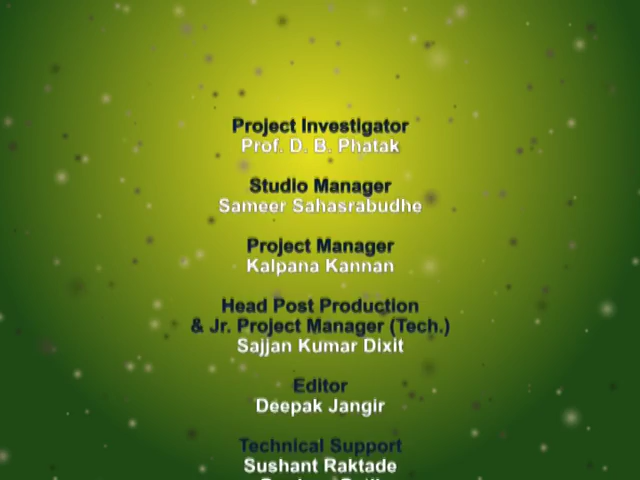 Project Investigator
Prof. D. B. Phatak
Studio Manager
Sameer Sahasrabudhe
Project Manager
Kalpana Kannan
Head Post Production
& Jr. Project Manager (Tech.)
Sajjan Kumar Dixit
Editor
Deepak Jangir
Technical Support
Sushant Raktade